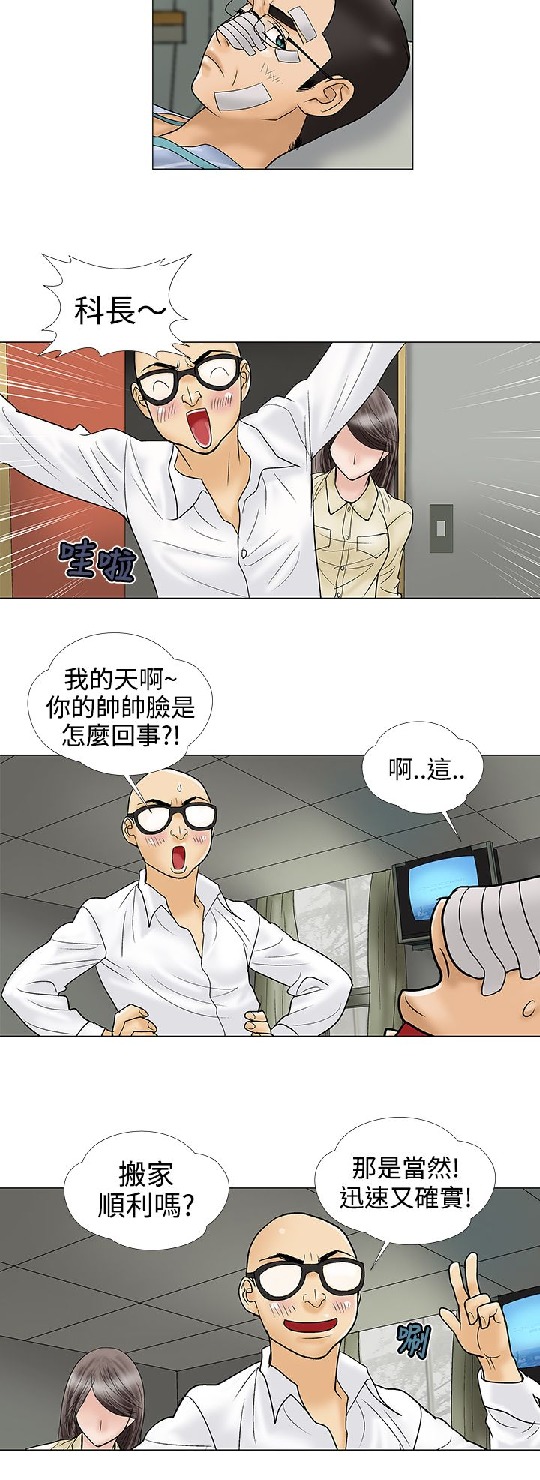 科長～
哇啦
我的天啊~
你的帥帥臉是
怎麼回事?!
啊..這..
搬家
順利嗎?
那是當然!
迅速又確實!
唰